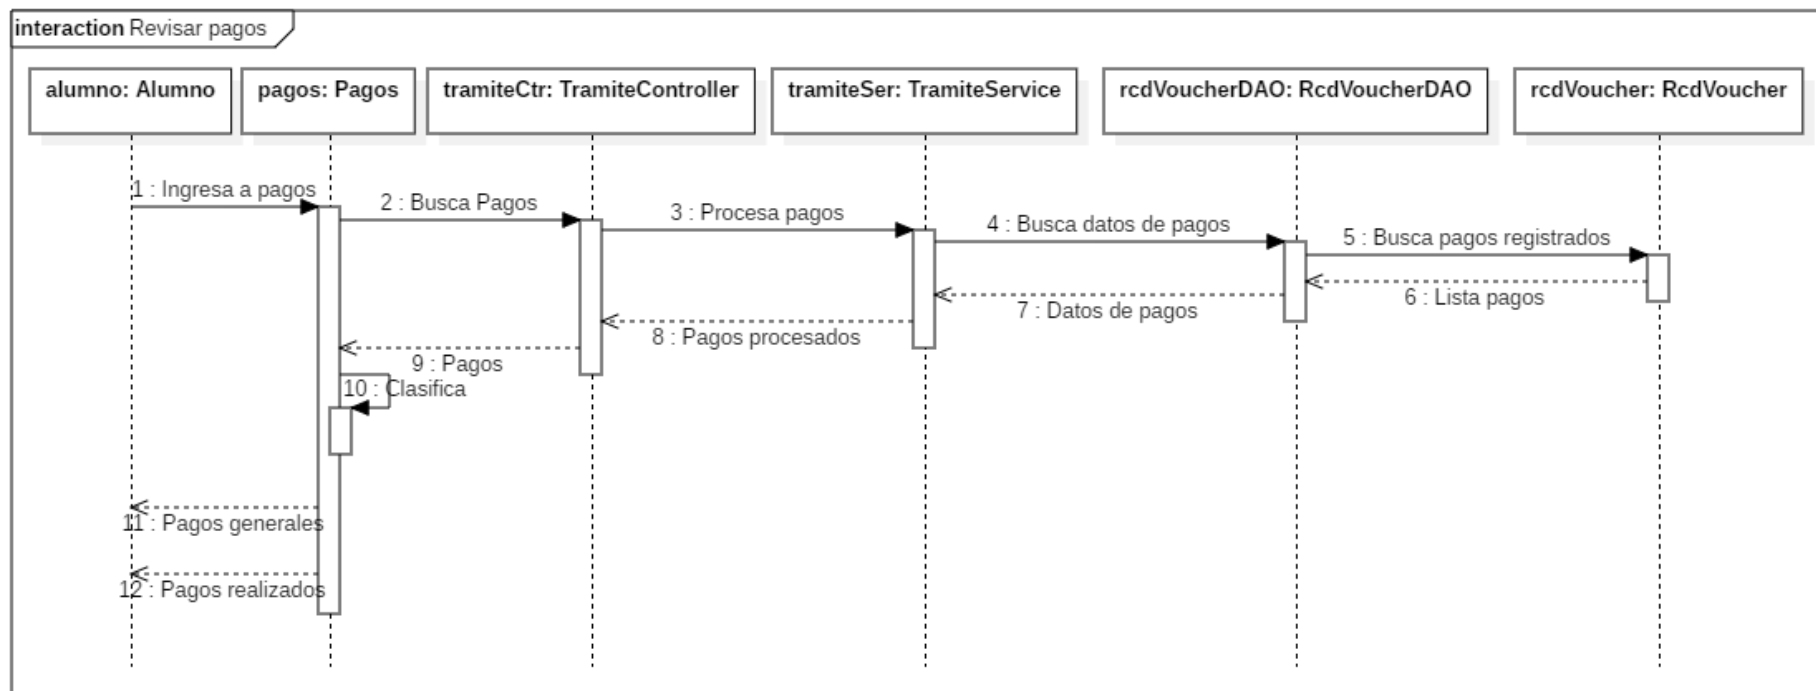 interaction Revisar pagos
alumno: Alumno
pagos: Pagos
tramiteCtr: TramiteController
tramiteSer: TramiteService
rcdVoucherDAO: RcdVoucherDAO
rcdVoucher: RcdVoucher
1 : Ingresa a pagos
2 : Busca Pagos
3 : Procesa pagos
4 : Busca datos de pagos
5 : Busca pagos registrados
6 : Lista pagos
7 : Datos de pagos
8 : Pagos procesados
9 : Pagos
10 : Clasifica
11 : Pagos generales
12 : Pagos realizados